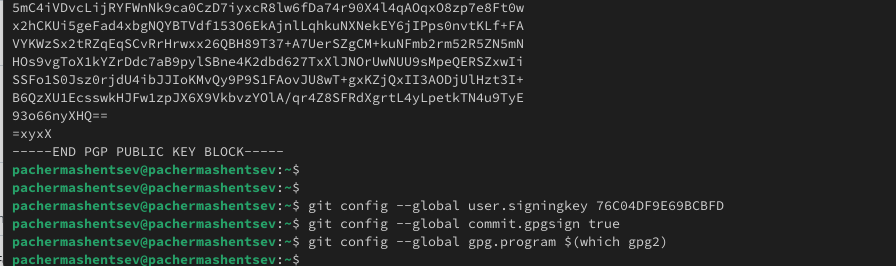 5mC4iVDvcLijRYFWnNk9ca0CzD7iyxcR8lw6fDa74r90X4l4qAOqxO8zp7e8Ft0w
x2hCKUi5geFad4xbgNQYBTVdf153O6EkAjnlLqhkuNXNekEY6jIPps0nvtKLf+FA
VYKWzSx2tRZqEqSCvRrHrwxx26QBH89T37+A7UerSZgCM+kuNFmb2rm52R5ZN5mN
HOs9vgToX1kYZrDdc7aB9pylSBne4K2dbd627TxXlJNOrUwNUU9sMpeQERSZxwIi
SSFo1S0Jsz0rjdU4ibJJIoKMvQy9P9S1FAovJU8wT+gxKZjQxII3AODjUlHzt3I+
B6QzXU1EcsswkHJFw1zpJX6X9VkbvzYOlA/qr4Z8SFRdXgrtL4yLpetkTN4u9TyE
93o66nyXHQ==
=xyxX
-----END PGP PUBLIC KEY BLOCK-----
pachermashentsev@pachermashentsev:~$
pachermashentsev@pachermashentsev:~$
pachermashentsev@pachermashentsev:~$ git config --global user.signingkey 76C04DF9E69BCBFD
pachermashentsev@pachermashentsev:~$ git config --global commit.gpgsign true
pachermashentsev@pachermashentsev:~$ git config --global gpg.program $(which gpg2)
pachermashentsev@pachermashentsev:~$